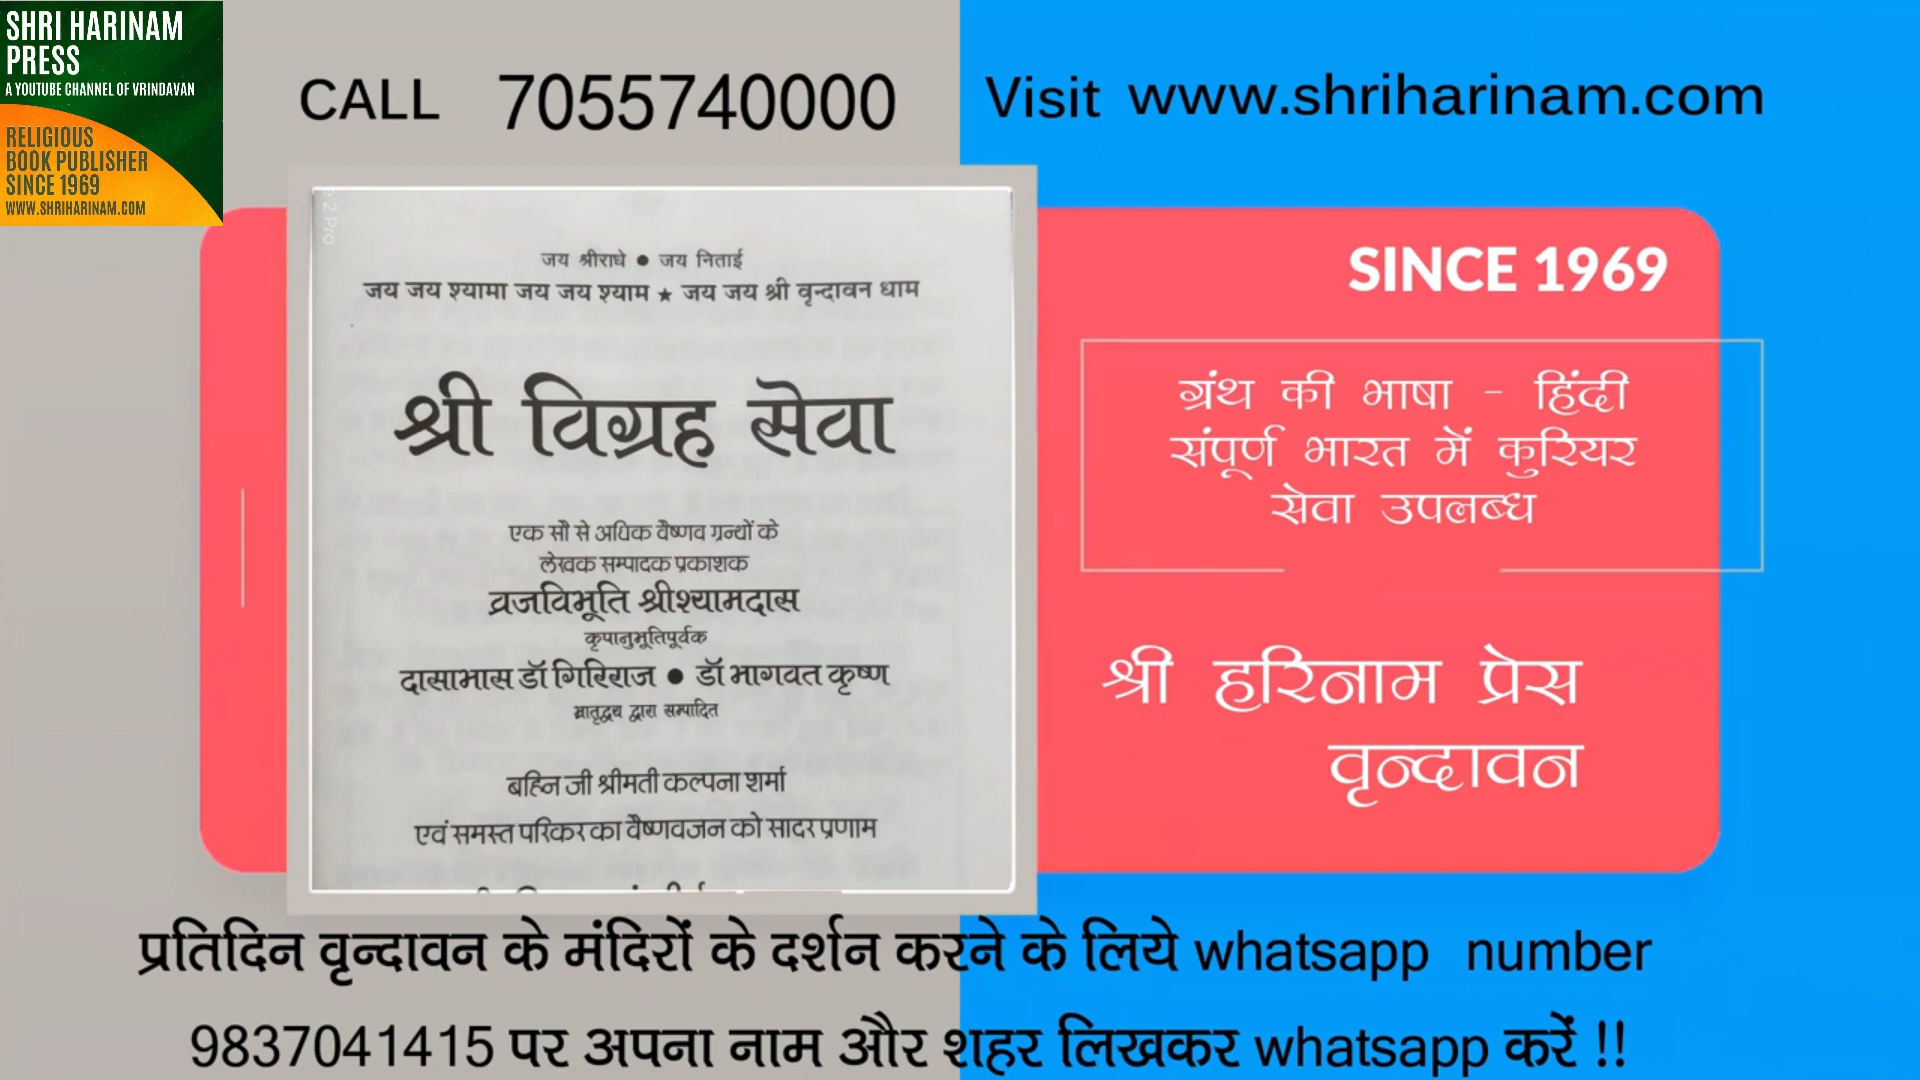 SHRI HARINAM
PRESS
A YOUTUBE CHANNEL OF VRINDAVAN
RELIGIOUS
BOOK PUBLISHER
SINCE 1969
WWW.SHRIHARINAM.COM
CALL 7055740000
Visit www.shriharinam.com
2 Pro
जय श्रीराधे ● जय निताई
जय जय श्यामा जय जय श्याम ★ जय जय श्री वृन्दावन धाम
श्री विग्रह सेवा
एक सौ से अधिक वैष्णव ग्रन्थों के
लेखक सम्पादक प्रकाशक
व्रजविभूति श्रीश्यामदास
कृपानुभूतिपूर्वक
दासाभास डॉ गिरिराज ● डॉ भागवत कृष्ण
भ्रातृद्वय द्वारा सम्पादित
बहिन जी श्रीमती कल्पना शर्मा
एवं समस्त परिकर का वैष्णवजन को सादर प्रणाम
SINCE 1969
ग्रंथ की भाषा - हिंदी
संपूर्ण भारत में कुरियर
सेवा उपलब्ध
श्री हरिनाम प्रेस
वृन्दावन
प्रतिदिन वृन्दावन के मंदिरों के दर्शन करने के लिये whatsapp number
9837041415 पर अपना नाम और शहर लिखकर whatsapp करें !!